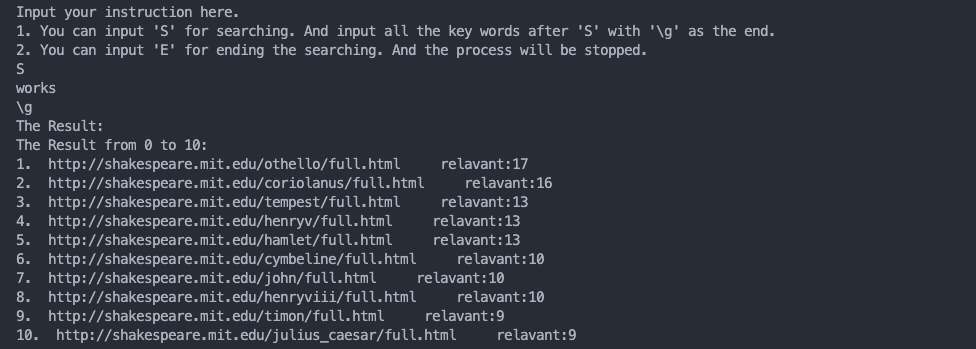 Input your instruction here.
1. You can input 'S' for searching. And input all the key words after 'S' with '\g' as the end.
2. You can input 'E' for ending the searching. And the process will be stopped.
S
works
\g
The Result:
The Result from 0 to 10:
1.  http://shakespeare.mit.edu/othello/full.html     relavant:17
2.  http://shakespeare.mit.edu/coriolanus/full.html     relavant:16
3.  http://shakespeare.mit.edu/tempest/full.html     relavant:13
4.  http://shakespeare.mit.edu/henryv/full.html     relavant:13
5.  http://shakespeare.mit.edu/hamlet/full.html     relavant:13
6.  http://shakespeare.mit.edu/cymbeline/full.html     relavant:10
7.  http://shakespeare.mit.edu/john/full.html     relavant:10
8.  http://shakespeare.mit.edu/henryviii/full.html     relavant:10
9.  http://shakespeare.mit.edu/timon/full.html     relavant:9
10.  http://shakespeare.mit.edu/julius_caesar/full.html     relavant:9